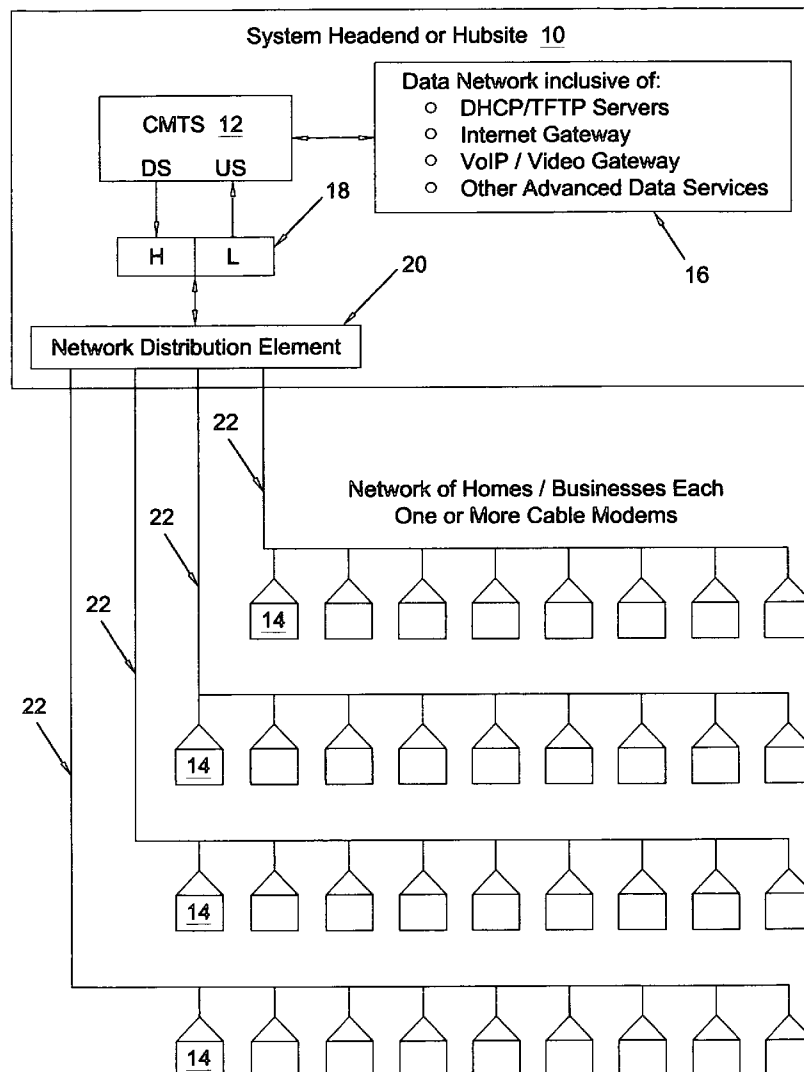 System Headend or Hubsite 10
Data Network inclusive of:
○ DHCP/TFTP Servers
○ Internet Gateway
○ VoIP / Video Gateway
○ Other Advanced Data Services
CMTS 12
DS US
18
H L
16
20
Network Distribution Element
22
Network of Homes / Businesses Each
One or More Cable Modems
22
22
14
22
14
14
14